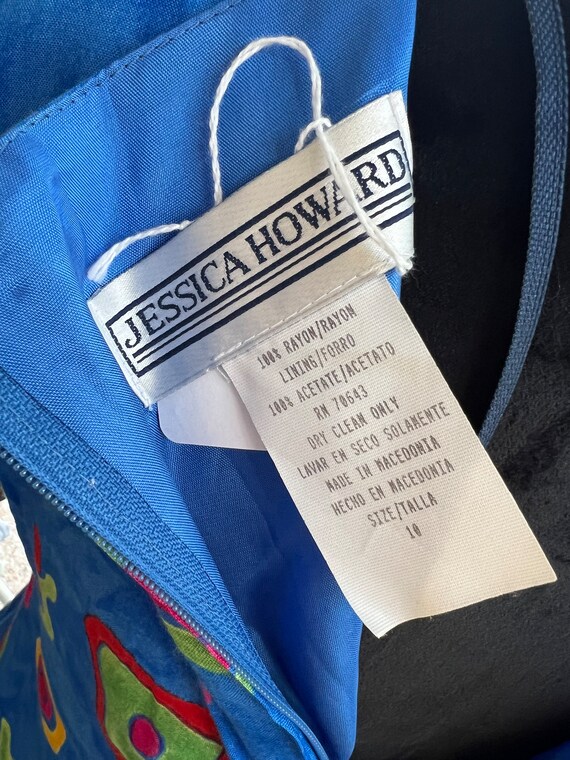 JESSICA HOWARD
100% RAYON/RAYON
LINING/FORRO
100% ACETATE/ACETATO
RN 70643
DRY CLEAN ONLY
LAVAR EN SECO SOLAMENTE
MADE IN MACEDONIA
HECHO EN MACEDONIA
SIZE/TALLA
10